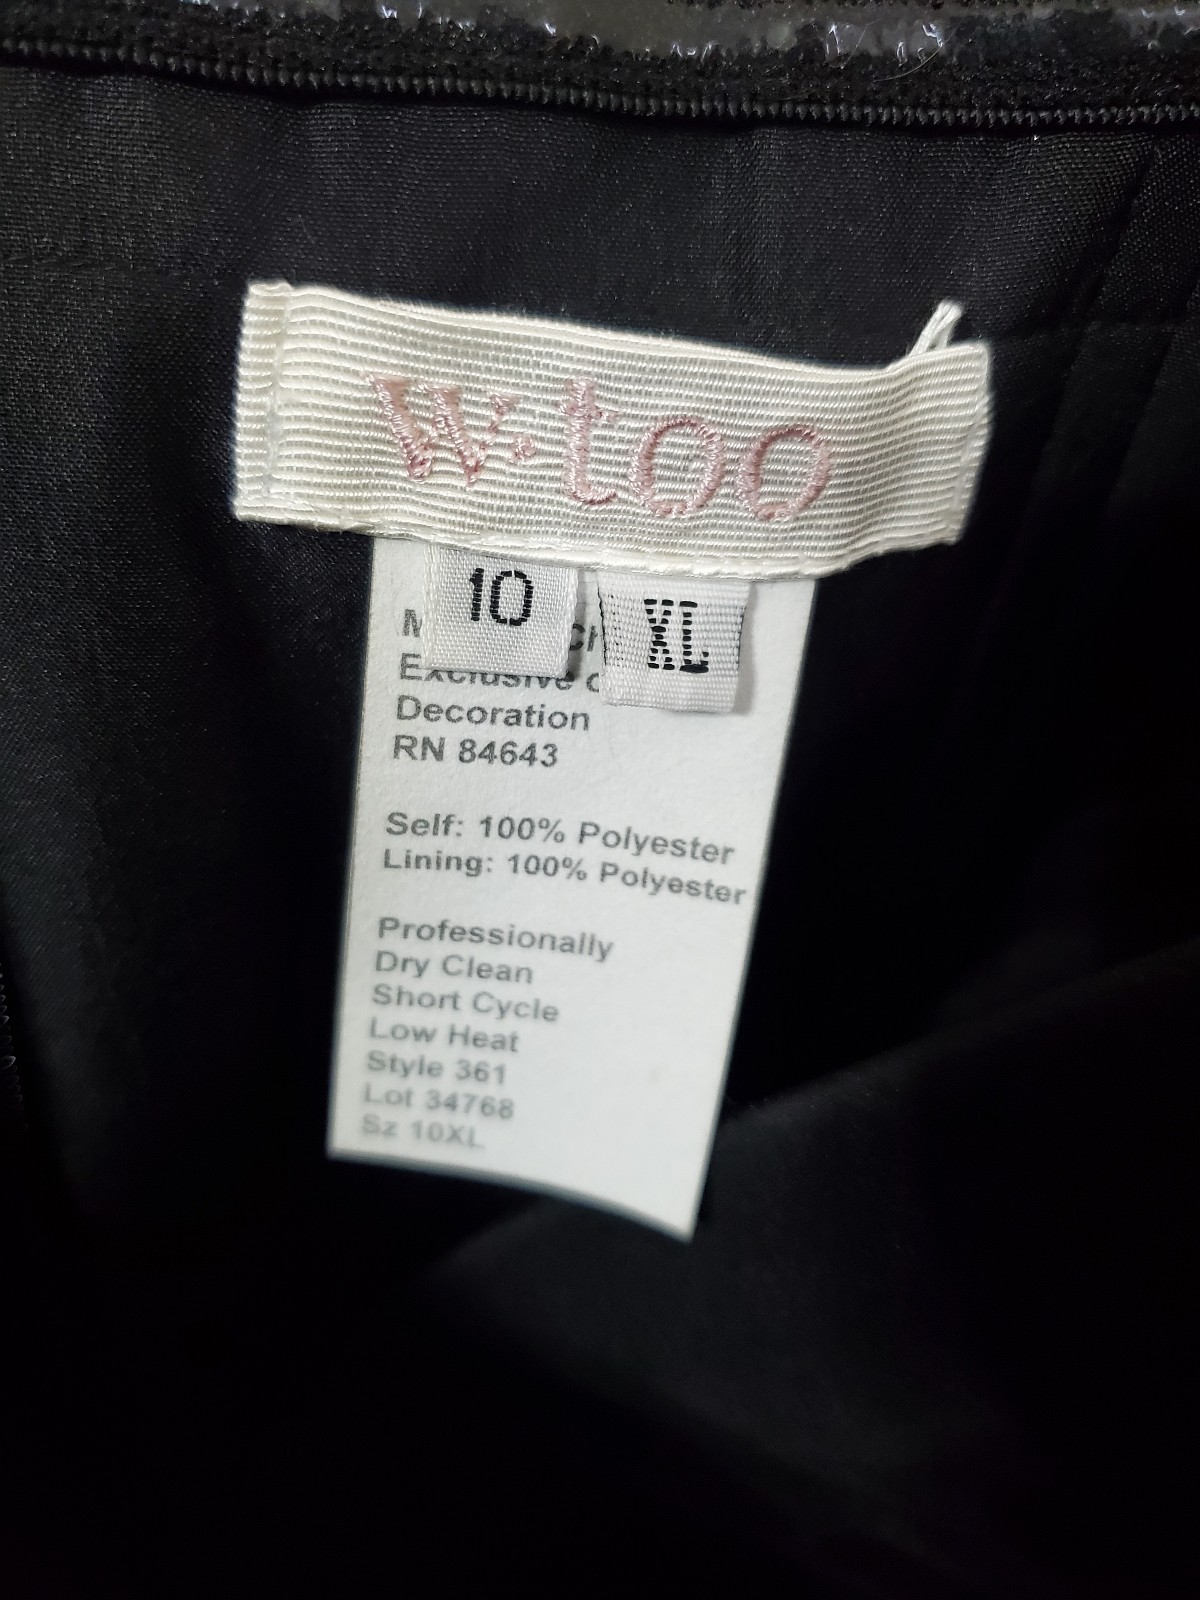 w·too
10
XL
Decoration
RN 84643
Self: 100% Polyester
Lining: 100% Polyester
Professionally
Dry Clean
Short Cycle
Low Heat
Style 361
Lot 34768
Sz 10XL